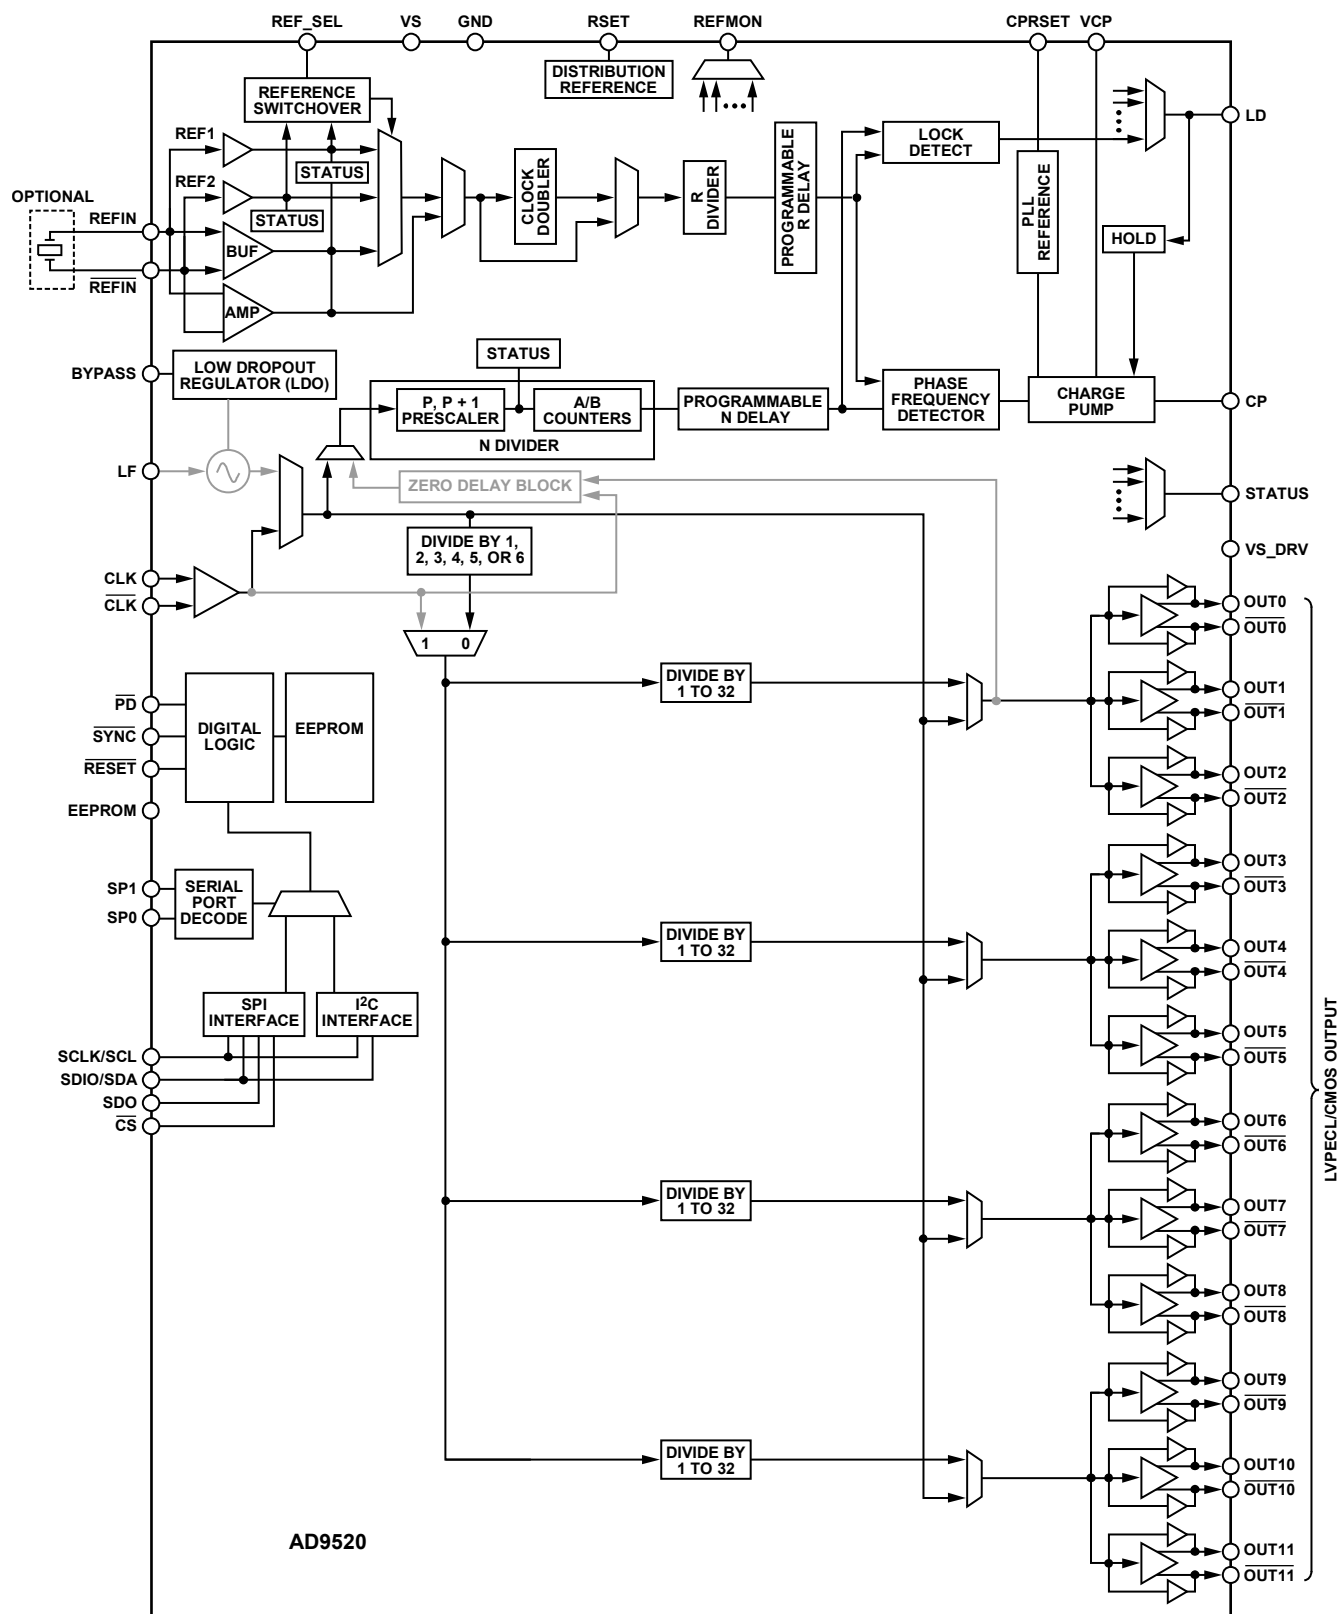 REF_SEL
VS
GND
RSET
REFMON
CPRSET
VCP
DISTRIBUTION
REFERENCE
REFERENCE
SWITCHOVER
REF1
REF2
STATUS
STATUS
BUF
AMP
OPTIONAL
REFIN
REFIN
CLOCK
DOUBLER
R
DIVIDER
PROGRAMMABLE
R DELAY
LOCK
DETECT
PLL
REFERENCE
HOLD
LD
BYPASS
LOW DROPOUT
REGULATOR (LDO)
STATUS
P, P + 1
PRESCALER
A/B
COUNTERS
N DIVIDER
PROGRAMMABLE
N DELAY
PHASE
FREQUENCY
DETECTOR
CHARGE
PUMP
CP
LF
ZERO DELAY BLOCK
STATUS
DIVIDE BY 1,
2, 3, 4, 5, OR 6
VS_DRV
CLK
CLK
1
0
OUT0
OUT0
DIVIDE BY
1 TO 32
OUT1
OUT1
OUT2
OUT2
PD
SYNC
RESET
DIGITAL
LOGIC
EEPROM
EEPROM
OUT3
OUT3
SP1
SP0
SERIAL
PORT
DECODE
DIVIDE BY
1 TO 32
OUT4
OUT4
OUT5
OUT5
SPI
INTERFACE
I²C
INTERFACE
SCLK/SCL
SDIO/SDA
SDO
CS
LVPECL/CMOS OUTPUT
OUT6
OUT6
DIVIDE BY
1 TO 32
OUT7
OUT7
OUT8
OUT8
OUT9
OUT9
DIVIDE BY
1 TO 32
OUT10
OUT10
OUT11
OUT11
AD9520